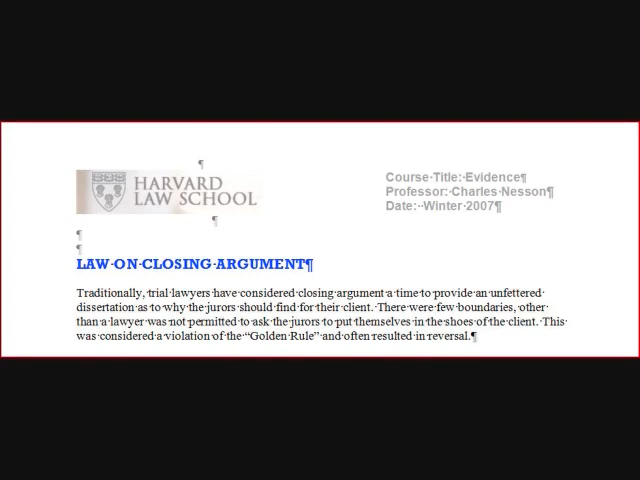 HARVARD
LAW SCHOOL
Course Title: Evidence¶
Professor: Charles Nesson¶
Date: Winter 2007¶
LAW ON CLOSING ARGUMENT¶
Traditionally, trial lawyers have considered closing argument a time to provide an unfettered
dissertation as to why the jurors should find for their client. There were few boundaries, other
than a lawyer was not permitted to ask the jurors to put themselves in the shoes of the client. This
was considered a violation of the “Golden Rule” and often resulted in reversal.¶